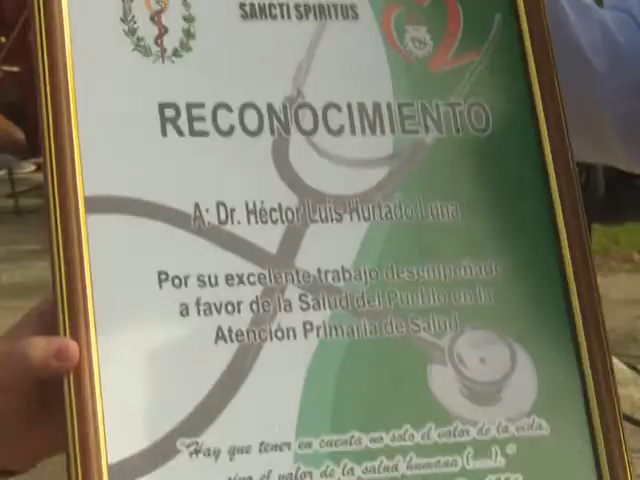 SANCTI SPIRITUS
RECONOCIMIENTO
A: Dr. Héctor Luis Hurtado Luna
Por su excelente trabajo desempeñado
a favor de la Salud del Pueblo en la
Atención Primaria de Salud
"Hay que tener en cuenta no solo el valor de la vida,
sino el valor de la salud humana (...)."